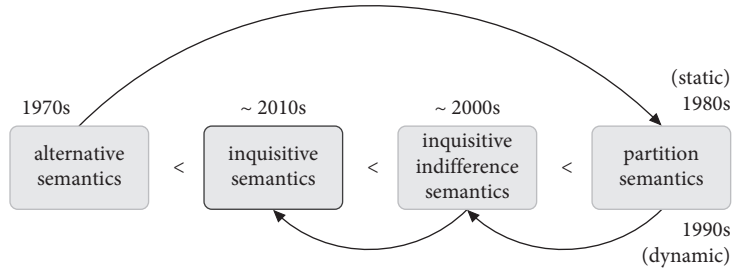 (static)
1970s
~ 2010s
~ 2000s
1980s
alternative
semantics
<
inquisitive
semantics
<
inquisitive
indifference
semantics
<
partition
semantics
1990s
(dynamic)